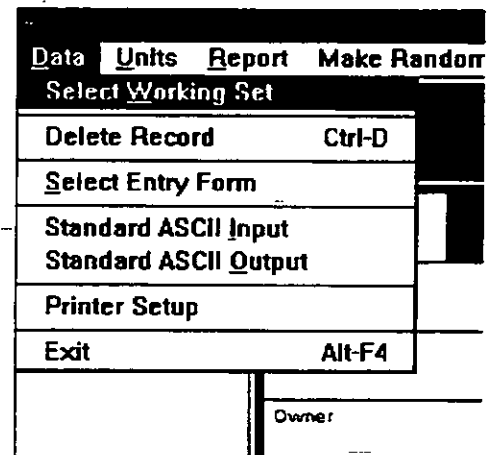 Data Units Report Make Random
Select Working Set
Delete Record Ctrl-D
Select Entry Form
Standard ASCII Input
Standard ASCII Output
Printer Setup
Exit Alt-F4
Owner